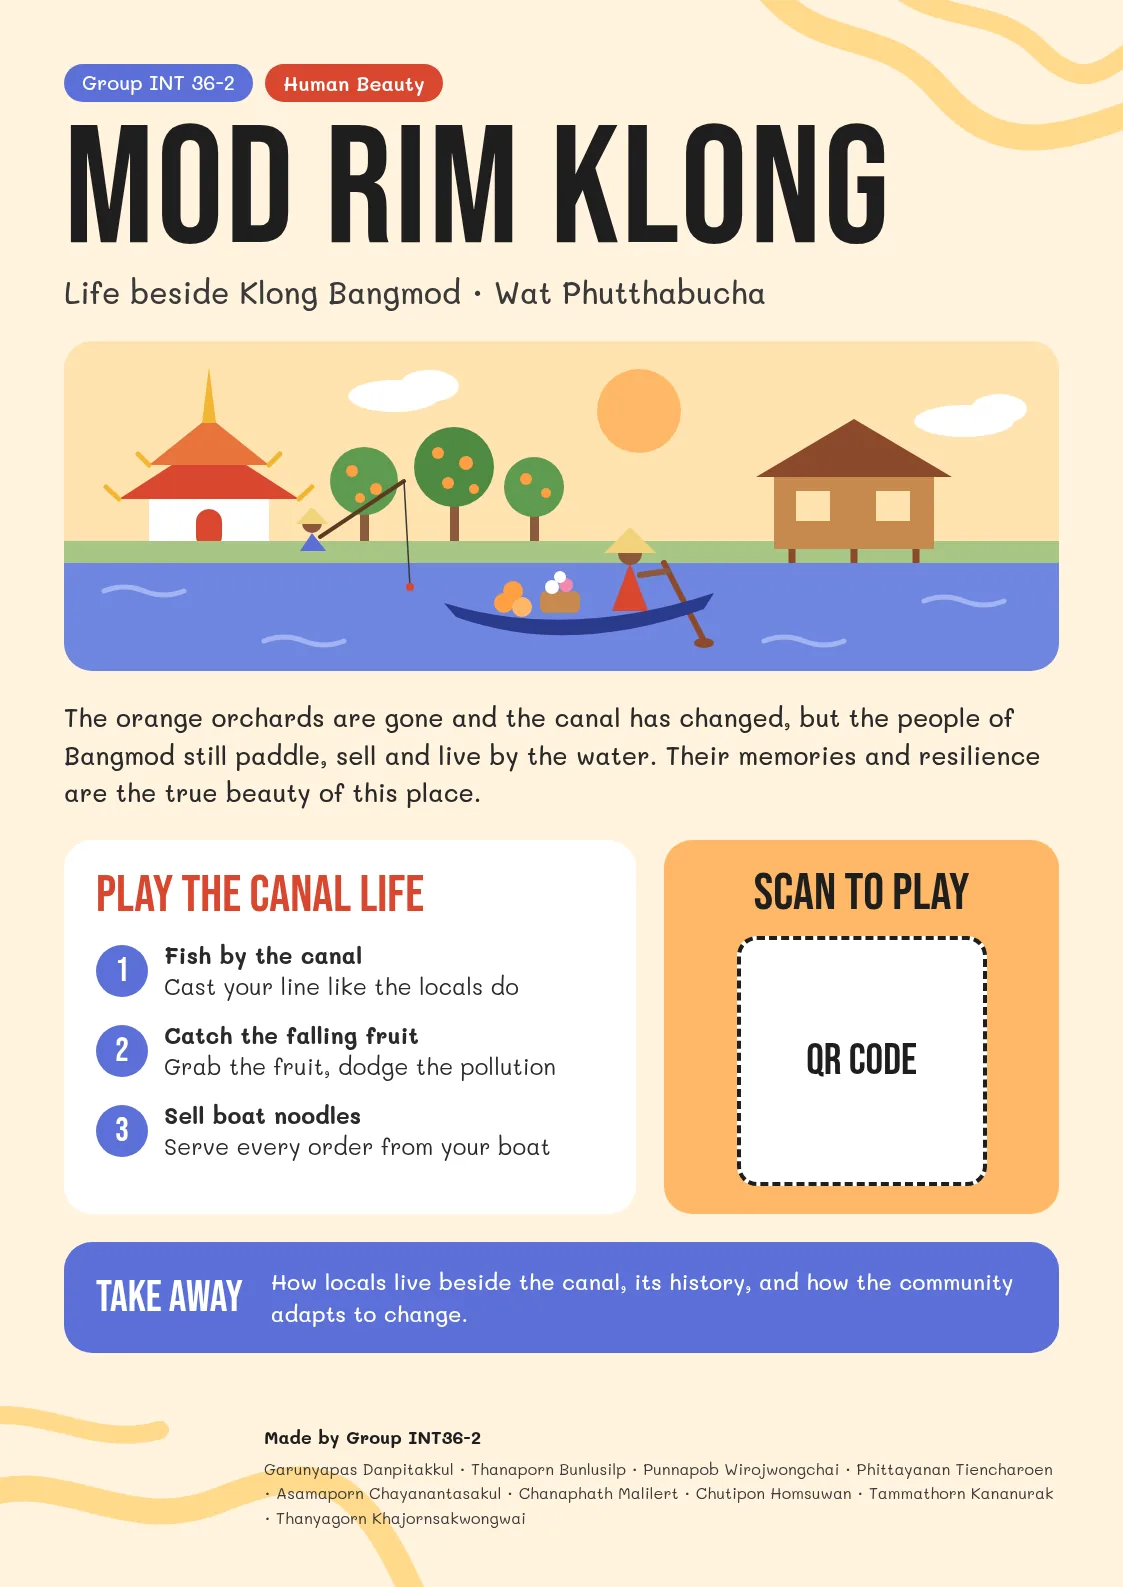 Group INT 36-2
Human Beauty
MOD RIM KLONG
Life beside Klong Bangmod · Wat Phutthabucha
The orange orchards are gone and the canal has changed, but the people of
Bangmod still paddle, sell and live by the water. Their memories and resilience
are the true beauty of this place.
PLAY THE CANAL LIFE
1
Fish by the canal
Cast your line like the locals do
2
Catch the falling fruit
Grab the fruit, dodge the pollution
3
Sell boat noodles
Serve every order from your boat
SCAN TO PLAY
QR CODE
TAKE AWAY
How locals live beside the canal, its history, and how the community
adapts to change.
Made by Group INT36-2
Garunyapas Danpitakkul · Thanaporn Bunlusilp · Punnapob Wirojwongchai · Phittayanan Tiencharoen
· Asamaporn Chayanantasakul · Chanaphath Malilert · Chutipon Homsuwan · Tammathorn Kananurak
· Thanyagorn Khajornsakwongwai